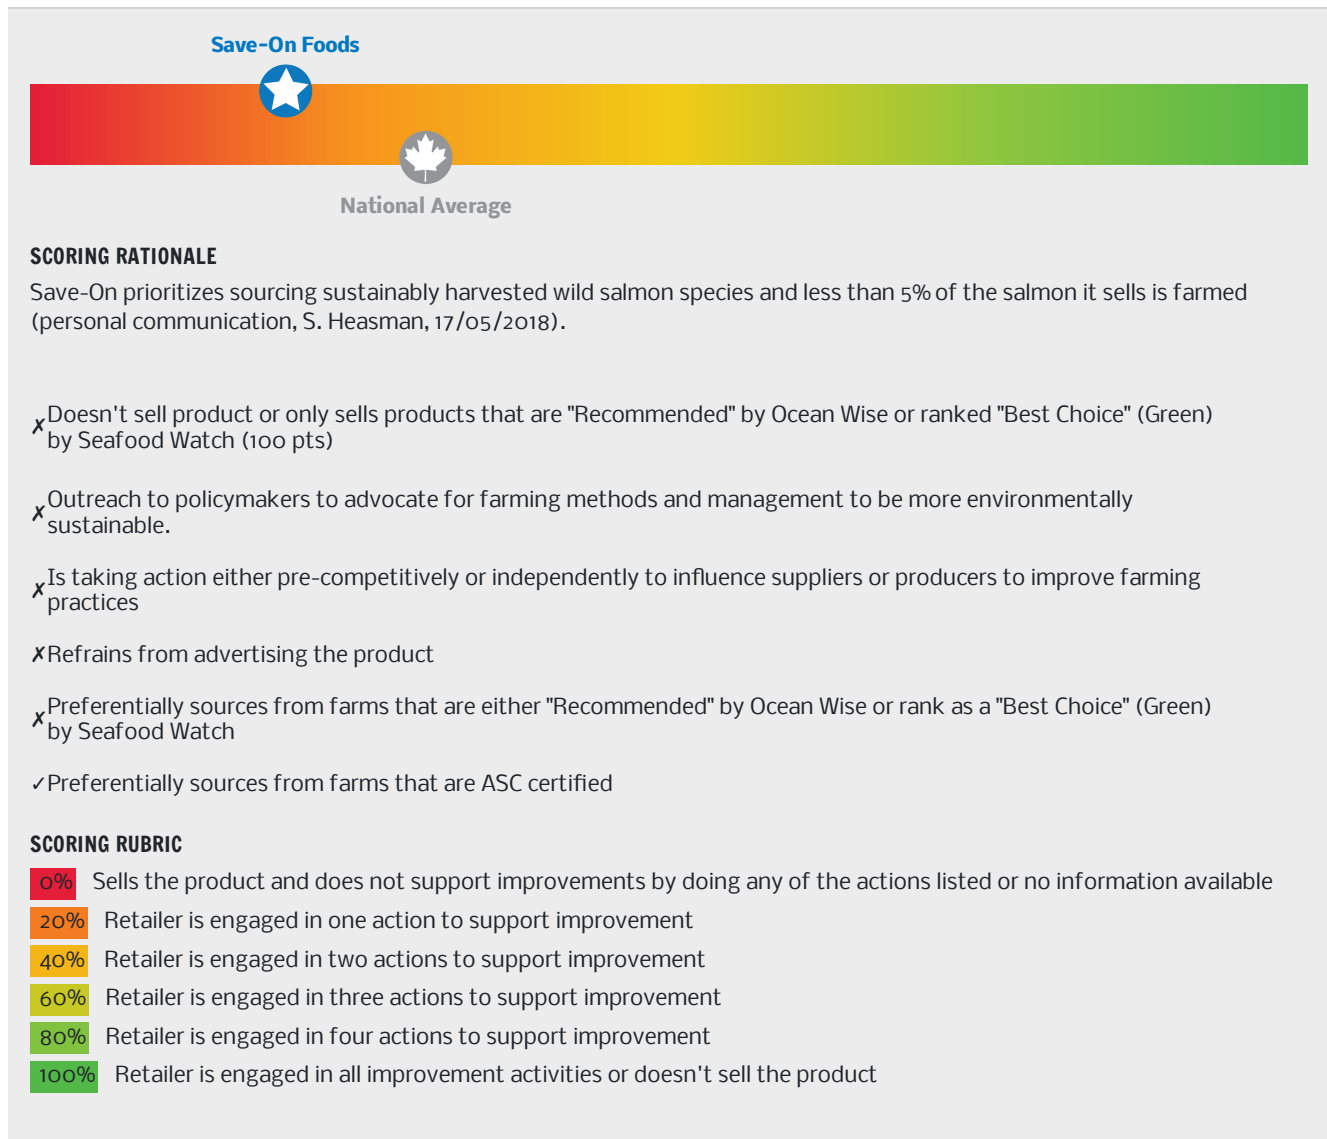 Save-On Foods
National Average
SCORING RATIONALE
Save-On prioritizes sourcing sustainably harvested wild salmon species and less than 5% of the salmon it sells is farmed
(personal communication, S. Heasman, 17/05/2018).
✗Doesn't sell product or only sells products that are "Recommended" by Ocean Wise or ranked "Best Choice" (Green)
by Seafood Watch (100 pts)
✗Outreach to policymakers to advocate for farming methods and management to be more environmentally
sustainable.
✗Is taking action either pre-competitively or independently to influence suppliers or producers to improve farming
practices
✗Refrains from advertising the product
✗Preferentially sources from farms that are either "Recommended" by Ocean Wise or rank as a "Best Choice" (Green)
by Seafood Watch
✓Preferentially sources from farms that are ASC certified
SCORING RUBRIC
0% Sells the product and does not support improvements by doing any of the actions listed or no information available
20% Retailer is engaged in one action to support improvement
40% Retailer is engaged in two actions to support improvement
60% Retailer is engaged in three actions to support improvement
80% Retailer is engaged in four actions to support improvement
100% Retailer is engaged in all improvement activities or doesn't sell the product